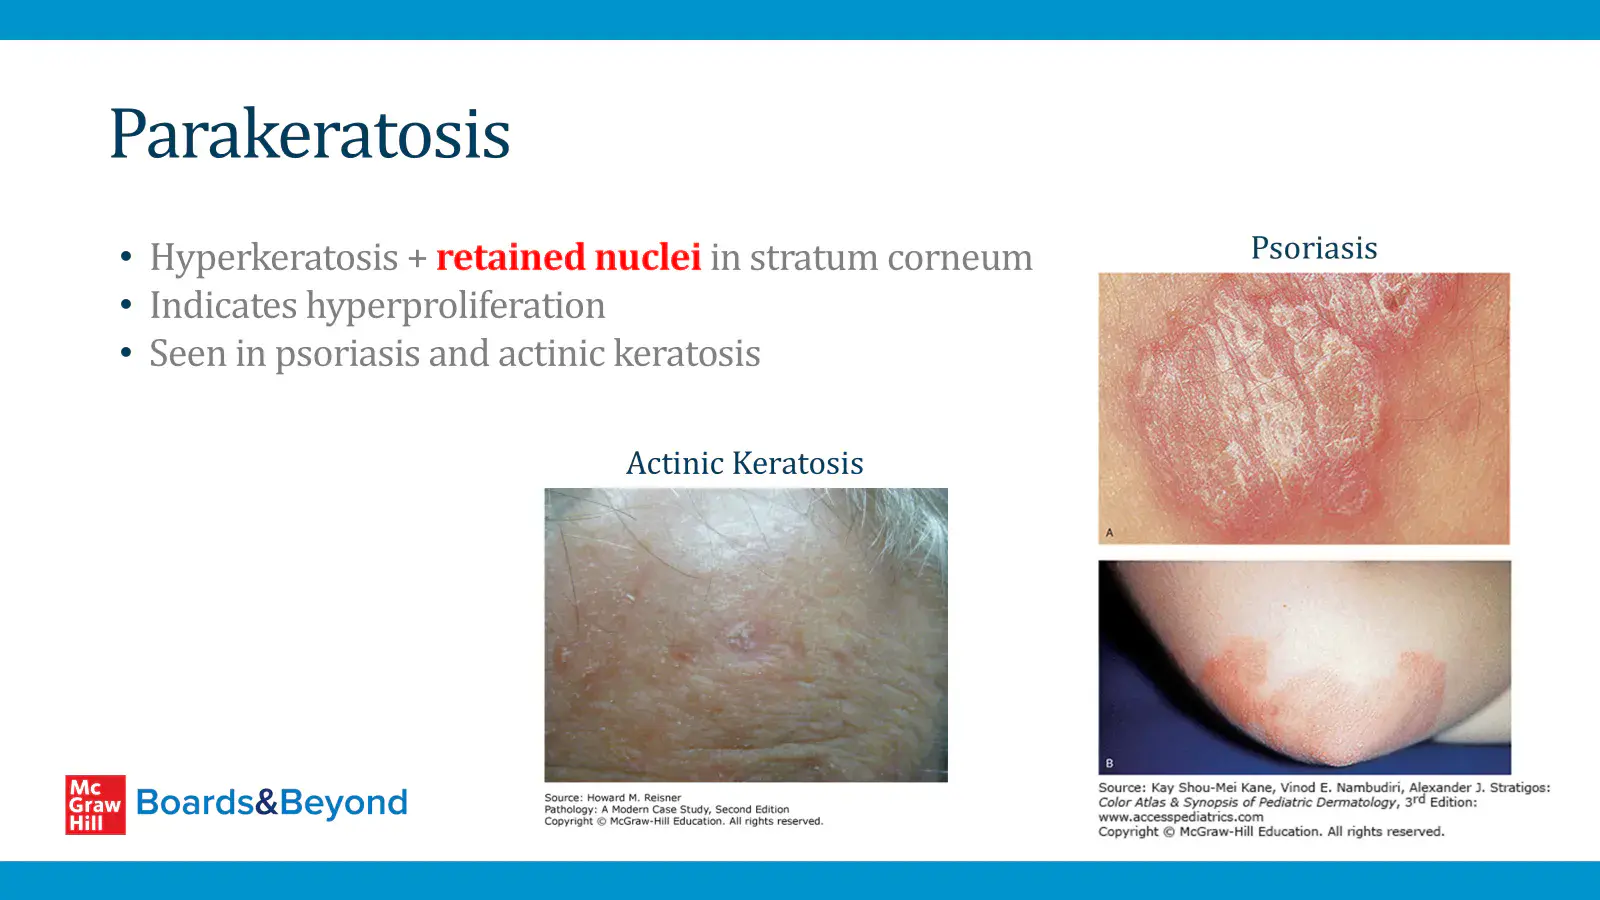 Parakeratosis
• Hyperkeratosis + retained nuclei in stratum corneum
• Indicates hyperproliferation
• Seen in psoriasis and actinic keratosis
Psoriasis
A
B
Source: Kay Shou-Mei Kane, Vinod E. Nambudiri, Alexander J. Stratigos:
Color Atlas & Synopsis of Pediatric Dermatology, 3rd Edition:
www.accesspediatrics.com
Copyright © McGraw-Hill Education. All rights reserved.
Actinic Keratosis
Source: Howard M. Reisner
Pathology: A Modern Case Study, Second Edition
Copyright © McGraw-Hill Education. All rights reserved.
Mc
Graw
Hill
Boards&Beyond